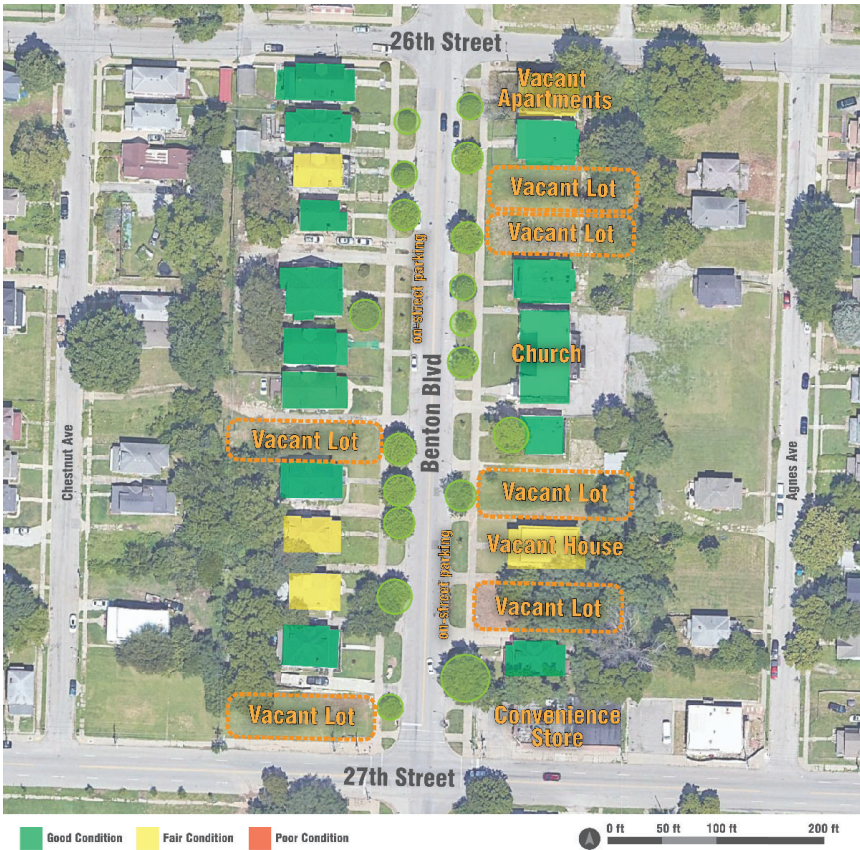 26th Street
Vacant
Apartments
Vacant Lot
Vacant Lot
on-street parking
Church
Benton Blvd
Chestnut Ave
Agnes Ave
Vacant Lot
Vacant Lot
on-street parking
Vacant House
Vacant Lot
Vacant Lot
Convenience
Store
27th Street
Good Condition
Fair Condition
Poor Condition
0 ft
50 ft
100 ft
200 ft